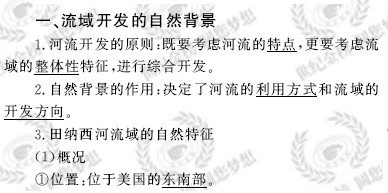 一、流域开发的自然背景
1.河流开发的原则:既要考虑河流的特点,更要考虑流
域的整体性特征,进行综合开发。
2.自然背景的作用:决定了河流的利用方式和流域的
开发方向。
3.田纳西河流域的自然特征
(1)概况
①位置:位于美国的东南部。